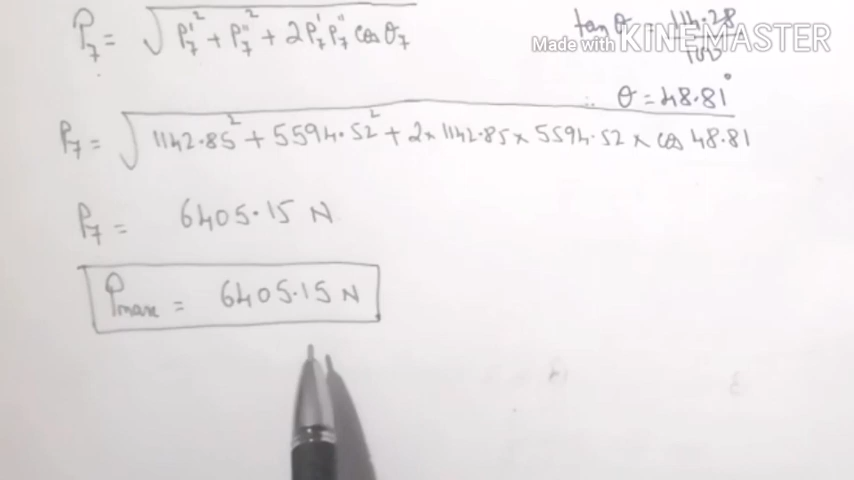 P₇ = √P₇'² + P₇''² + 2P₇'P₇'' cos θ₇
tan θ = 114.28 / 100
Made with KINEMASTER
∴ θ = 48.81°
P₇ = √1142.85² + 5594.52² + 2 × 1142.85 × 5594.52 × cos 48.81
P₇ = 6405.15 N
Pmax = 6405.15 N